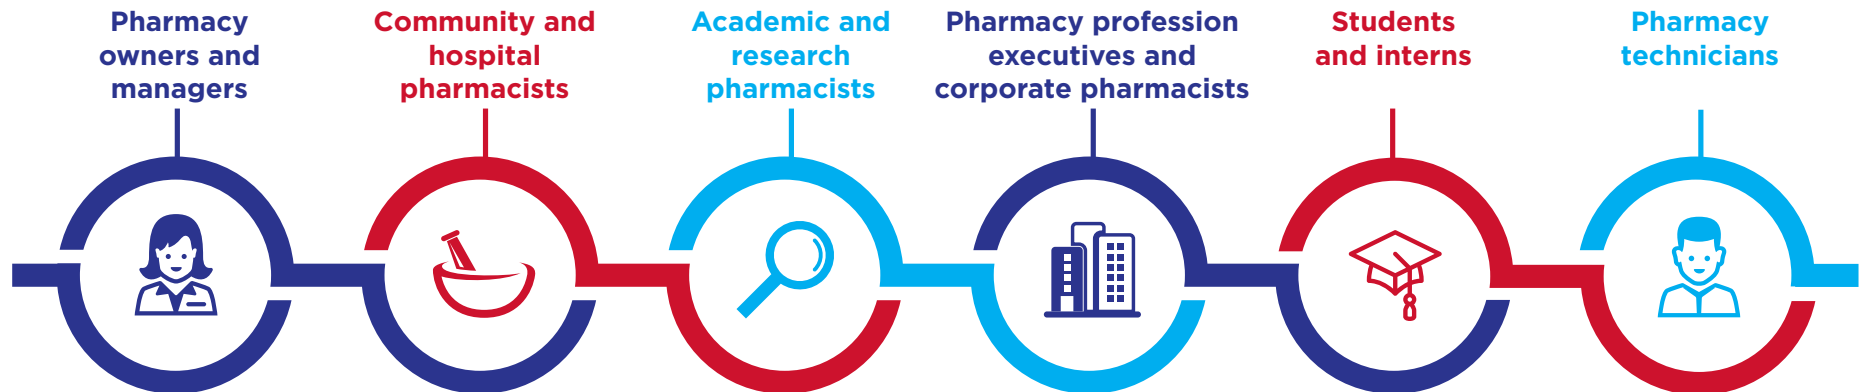 Pharmacy
owners and
managers
Community and
hospital
pharmacists
Academic and
research
pharmacists
Pharmacy profession
executives and
corporate pharmacists
Students
and interns
Pharmacy
technicians